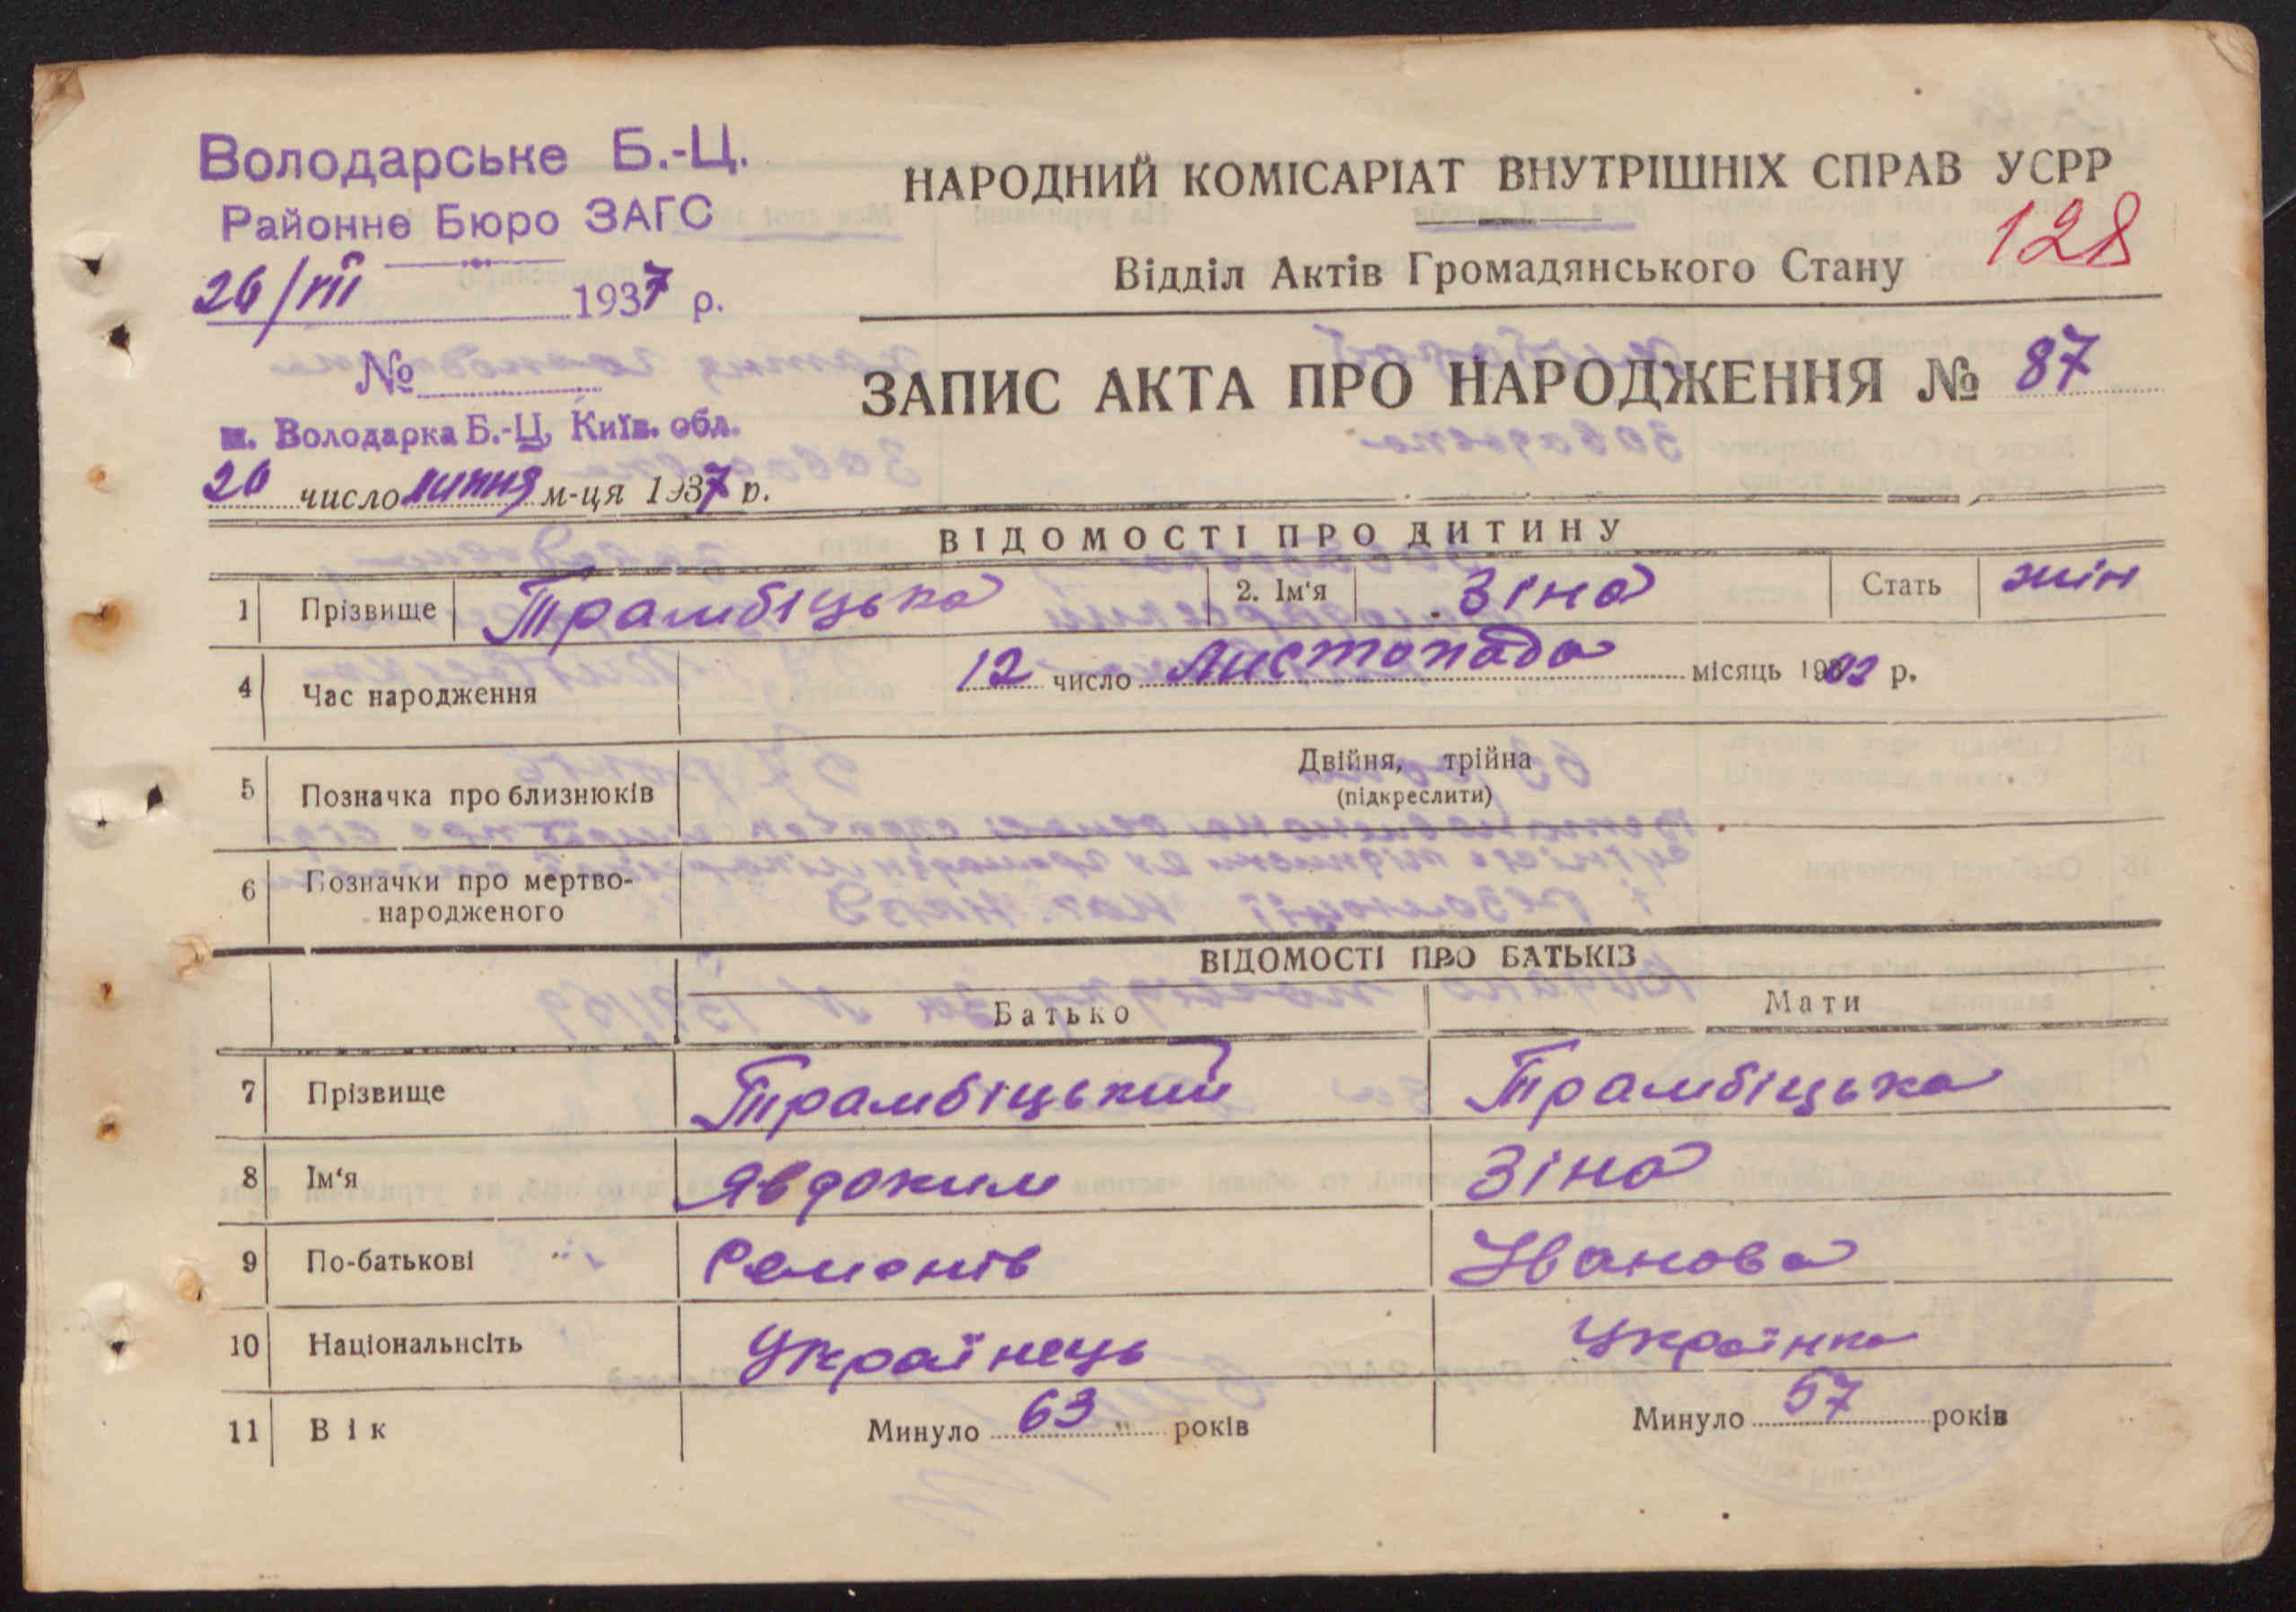 Володарське Б.-Ц.
Районне Бюро ЗАГС
26/VII 1937 р.
№
м. Володарка Б.-Ц, Київ. обл.
26 число липня м-ця 1937 р.
НАРОДНИЙ КОМІСАРІАТ ВНУТРІШНІХ СПРАВ УСРР
128
Відділ Актів Громадянського Стану
ЗАПИС АКТА ПРО НАРОДЖЕННЯ № 87
ВІДОМОСТІ ПРО ДИТИНУ
1 Прізвище Трамбіцька 2. Ім'я Зіна Стать жін
4 Час народження 12 число Листопада місяць 1902 р.
5 Позначка про близнюків Двійня, трійна
(підкреслити)
6 Позначки про мертво-
народженого
ВІДОМОСТІ ПРО БАТЬКІЗ
Батько Мати
7 Прізвище Трамбіцький Трамбіцька
8 Ім'я Явдоким Зіна
9 По-батькові Семенів Іванова
10 Національнсіть Українець Українка
11 Вік Минуло 63 років Минуло 57 років